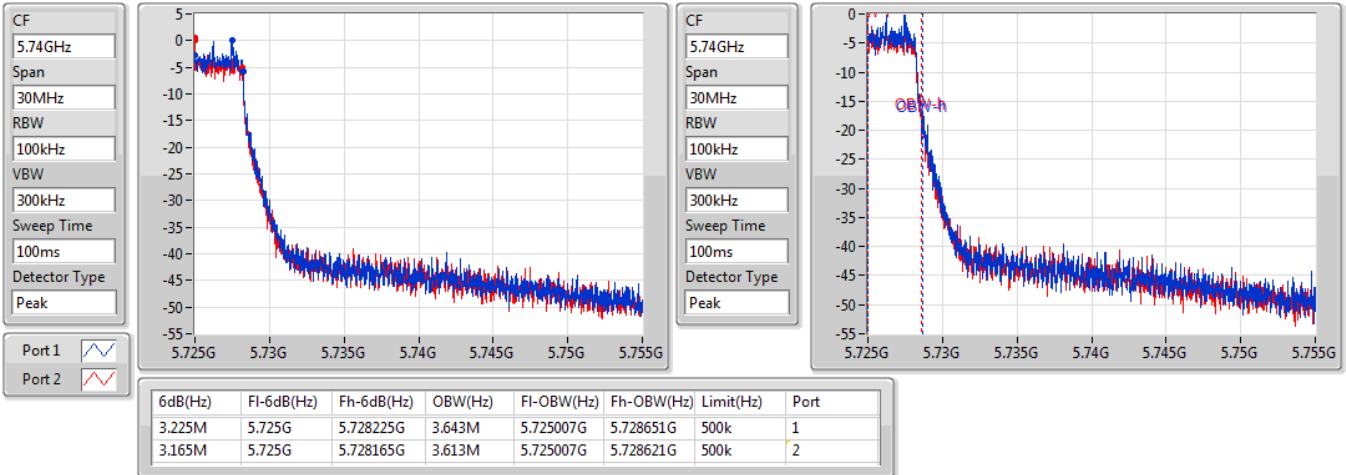 CF
5.74GHz
Span
30MHz
RBW
100kHz
VBW
300kHz
Sweep Time
100ms
Detector Type
Peak
Port 1
Port 2
5
0
-5
-10
-15
-20
-25
-30
-35
-40
-45
-50
-55
5.725G 5.73G 5.735G 5.74G 5.745G 5.75G 5.755G
CF
5.74GHz
Span
30MHz
RBW
100kHz
VBW
300kHz
Sweep Time
100ms
Detector Type
Peak
0
-5
-10
-15
-20
-25
-30
-35
-40
-45
-50
-55
OBW-h
5.725G 5.73G 5.735G 5.74G 5.745G 5.75G 5.755G
6dB(Hz) Fl-6dB(Hz) Fh-6dB(Hz) OBW(Hz) Fl-OBW(Hz) Fh-OBW(Hz) Limit(Hz) Port
3.225M 5.725G 5.728225G 3.643M 5.725007G 5.728651G 500k 1
3.165M 5.725G 5.728165G 3.613M 5.725007G 5.728621G 500k 2